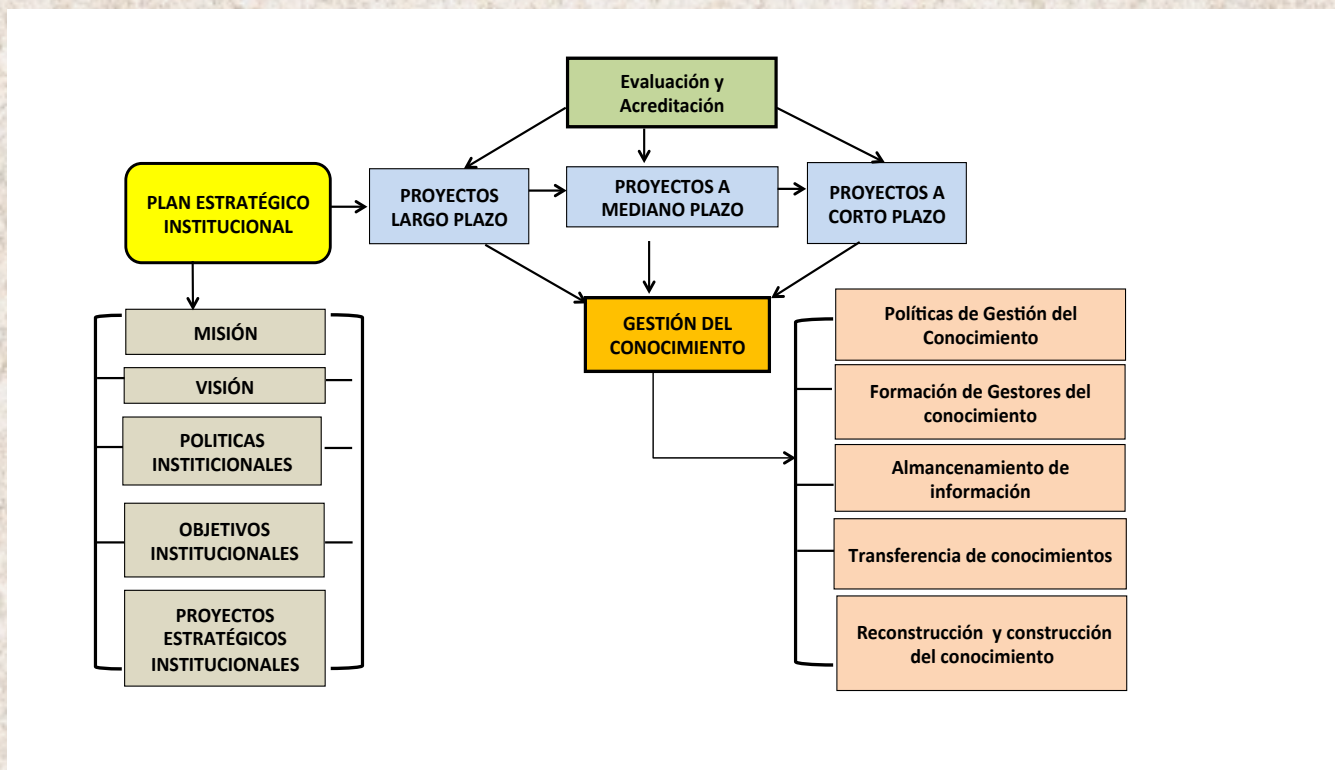 Evaluación y
Acreditación
PLAN ESTRATÉGICO
INSTITUCIONAL
PROYECTOS
LARGO PLAZO
PROYECTOS A
MEDIANO PLAZO
PROYECTOS A
CORTO PLAZO
MISIÓN
VISIÓN
POLITICAS
INSTITICIONALES
OBJETIVOS
INSTITUCIONALES
PROYECTOS
ESTRATÉGICOS
INSTITUCIONALES
GESTIÓN DEL
CONOCIMIENTO
Políticas de Gestión del
Conocimiento
Formación de Gestores del
conocimiento
Almancenamiento de
información
Transferencia de conocimientos
Reconstrucción y construcción
del conocimiento